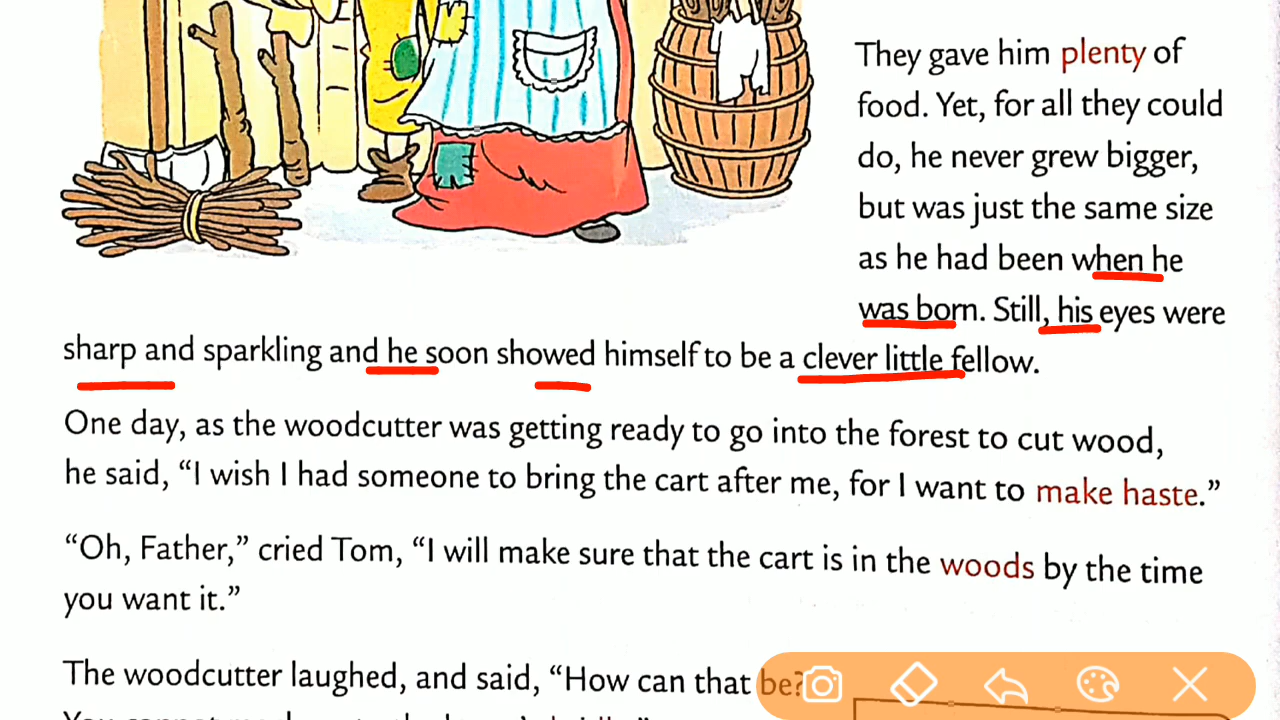 They gave him plenty of
food. Yet, for all they could
do, he never grew bigger,
but was just the same size
as he had been when he
was born. Still, his eyes were
sharp and sparkling and he soon showed himself to be a clever little fellow.
One day, as the woodcutter was getting ready to go into the forest to cut wood,
he said, “I wish I had someone to bring the cart after me, for I want to make haste.”
“Oh, Father,” cried Tom, “I will make sure that the cart is in the woods by the time
you want it.”
The woodcutter laughed, and said, “How can that be?